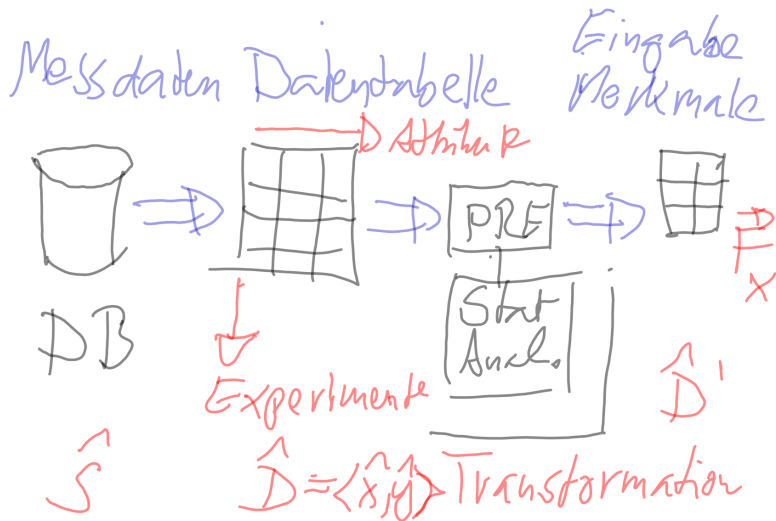 Messdaten Datentabelle Eingabe
Merkmale
Attribut
PRE
Stat
Anal.
F
x
DB
Experimente
D̂'
Ŝ
D̂ = <x̂,ŷ> Transformation